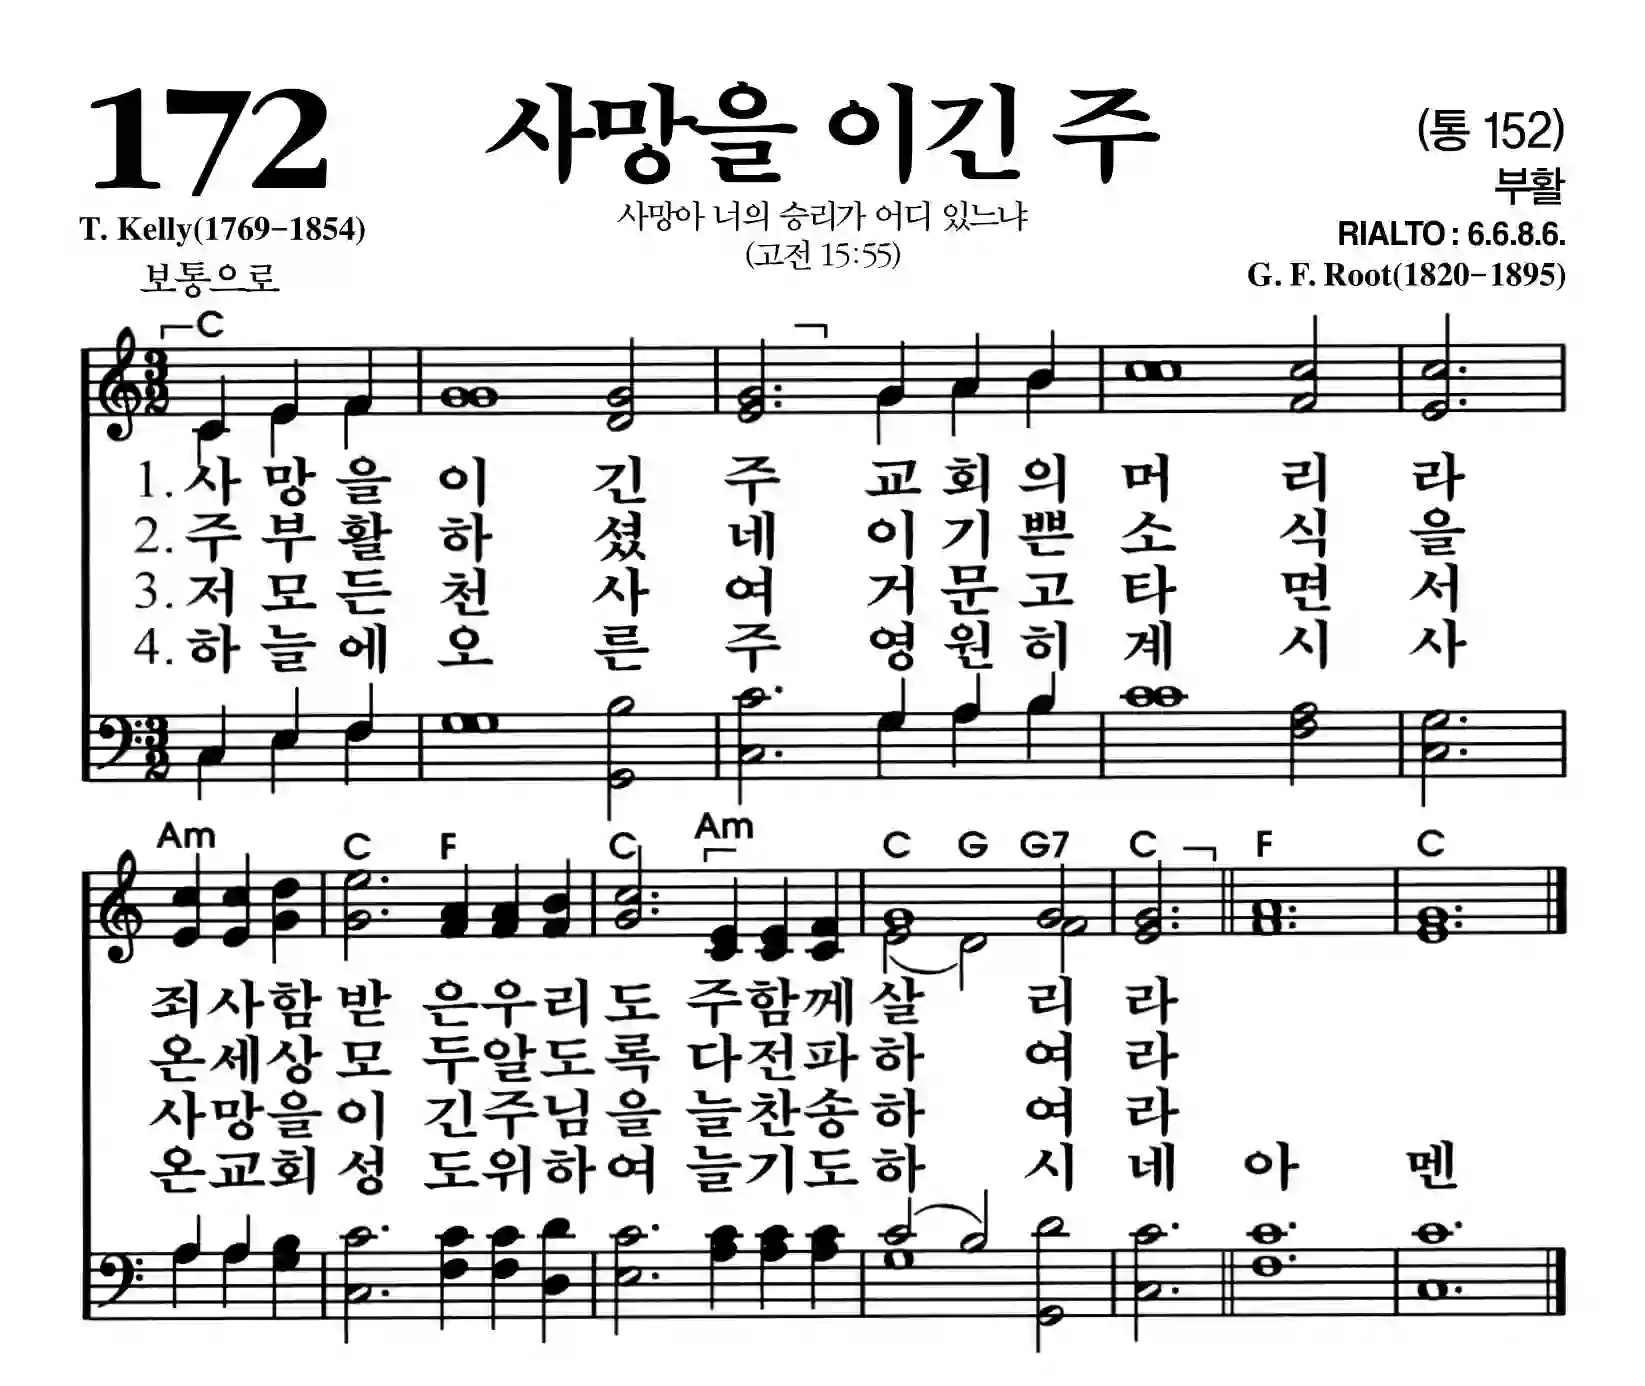 172
사망을 이긴 주
(통 152)
부활
T. Kelly(1769-1854)
사망아 너의 승리가 어디 있느냐
(고전 15:55)
RIALTO : 6.6.8.6.
보통으로
G. F. Root(1820-1895)
C
1. 사 망 을 이 긴 주 교 회 의 머 리 라
2. 주 부 활 하 셨 네 이 기 쁜 소 식 을
3. 저 모 든 천 사 여 거 문 고 타 면 서
4. 하 늘 에 오 른 주 영 원 히 계 시 사
Am C F C Am C G G7 C F C
죄 사 함 받 은 우 리 도 주 함 께 살 리 라
온 세 상 모 두 알 도 록 다 전 파 하 여 라
사 망 을 이 긴 주 님 을 늘 찬 송 하 여 라
온 교 회 성 도 위 하 여 늘 기 도 하 시 네 아 멘